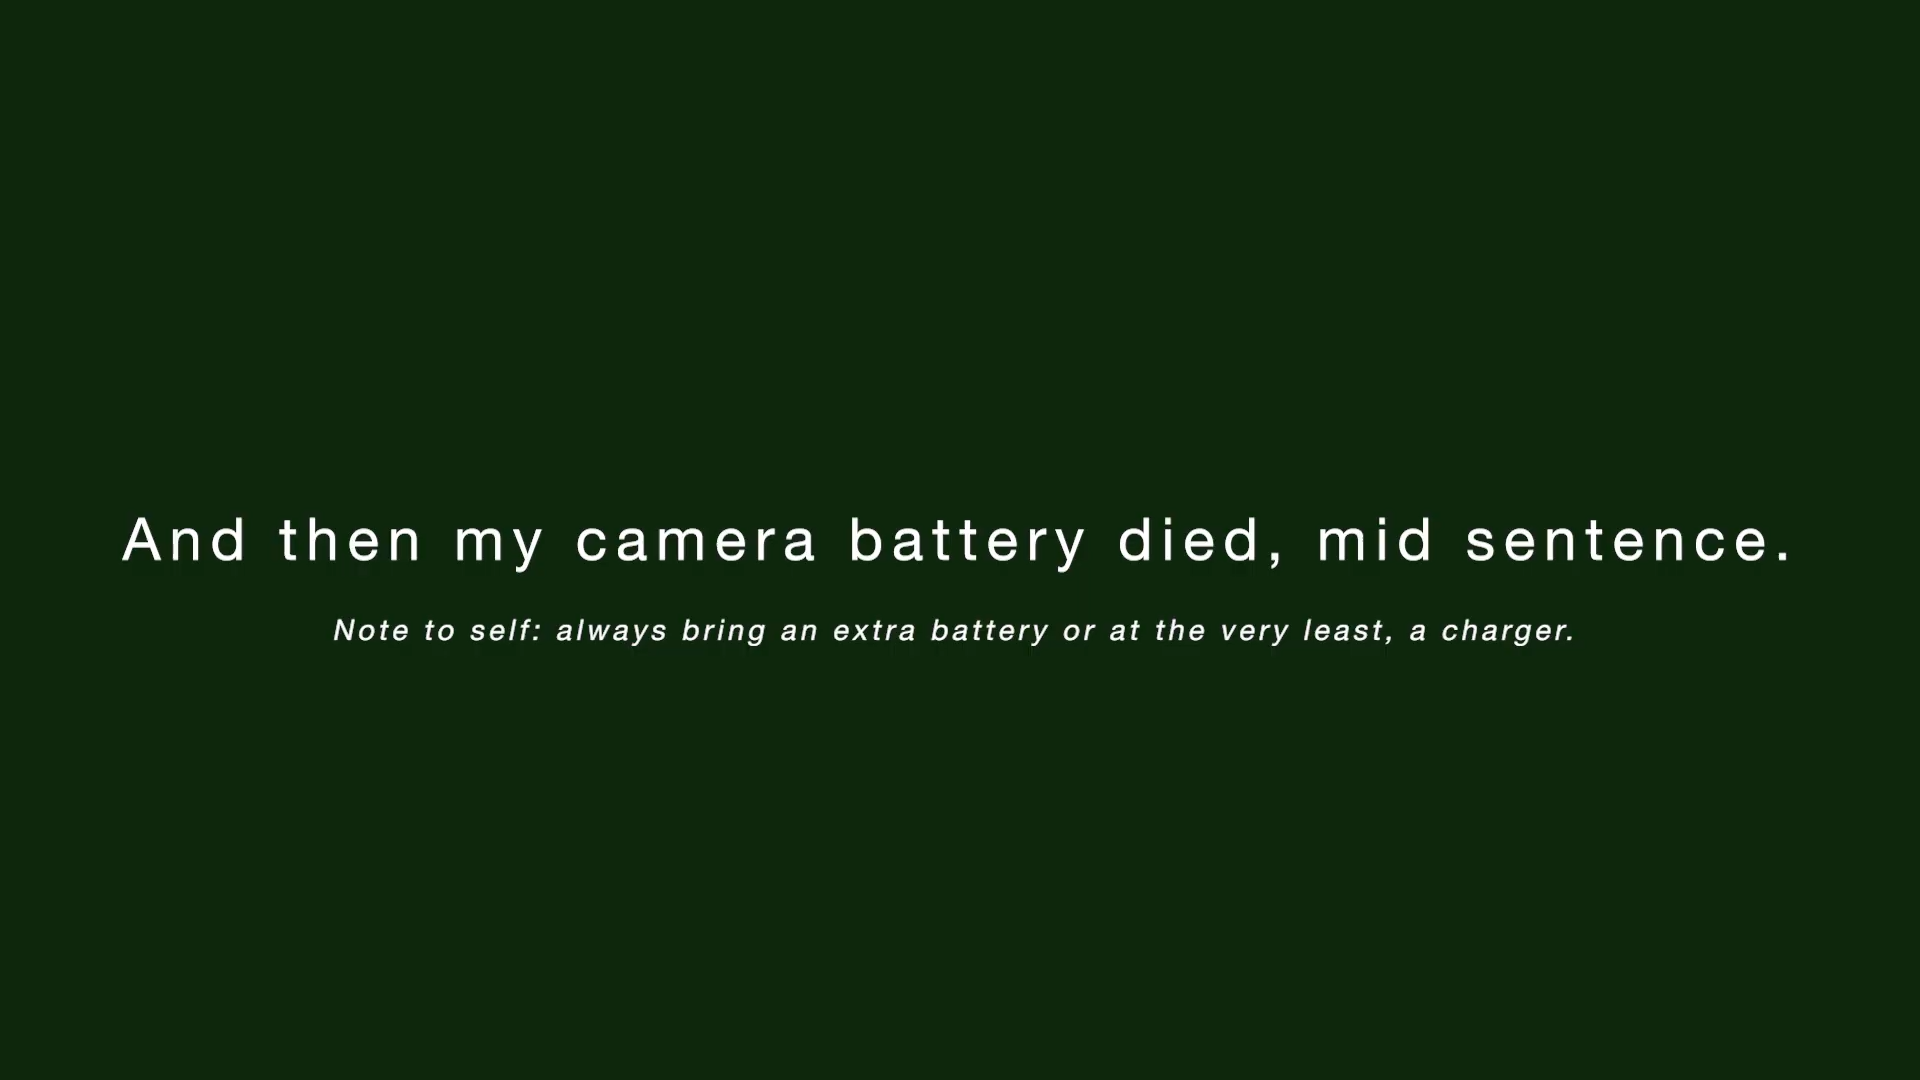 And then my camera battery died, mid sentence.
Note to self: always bring an extra battery or at the very least, a charger.